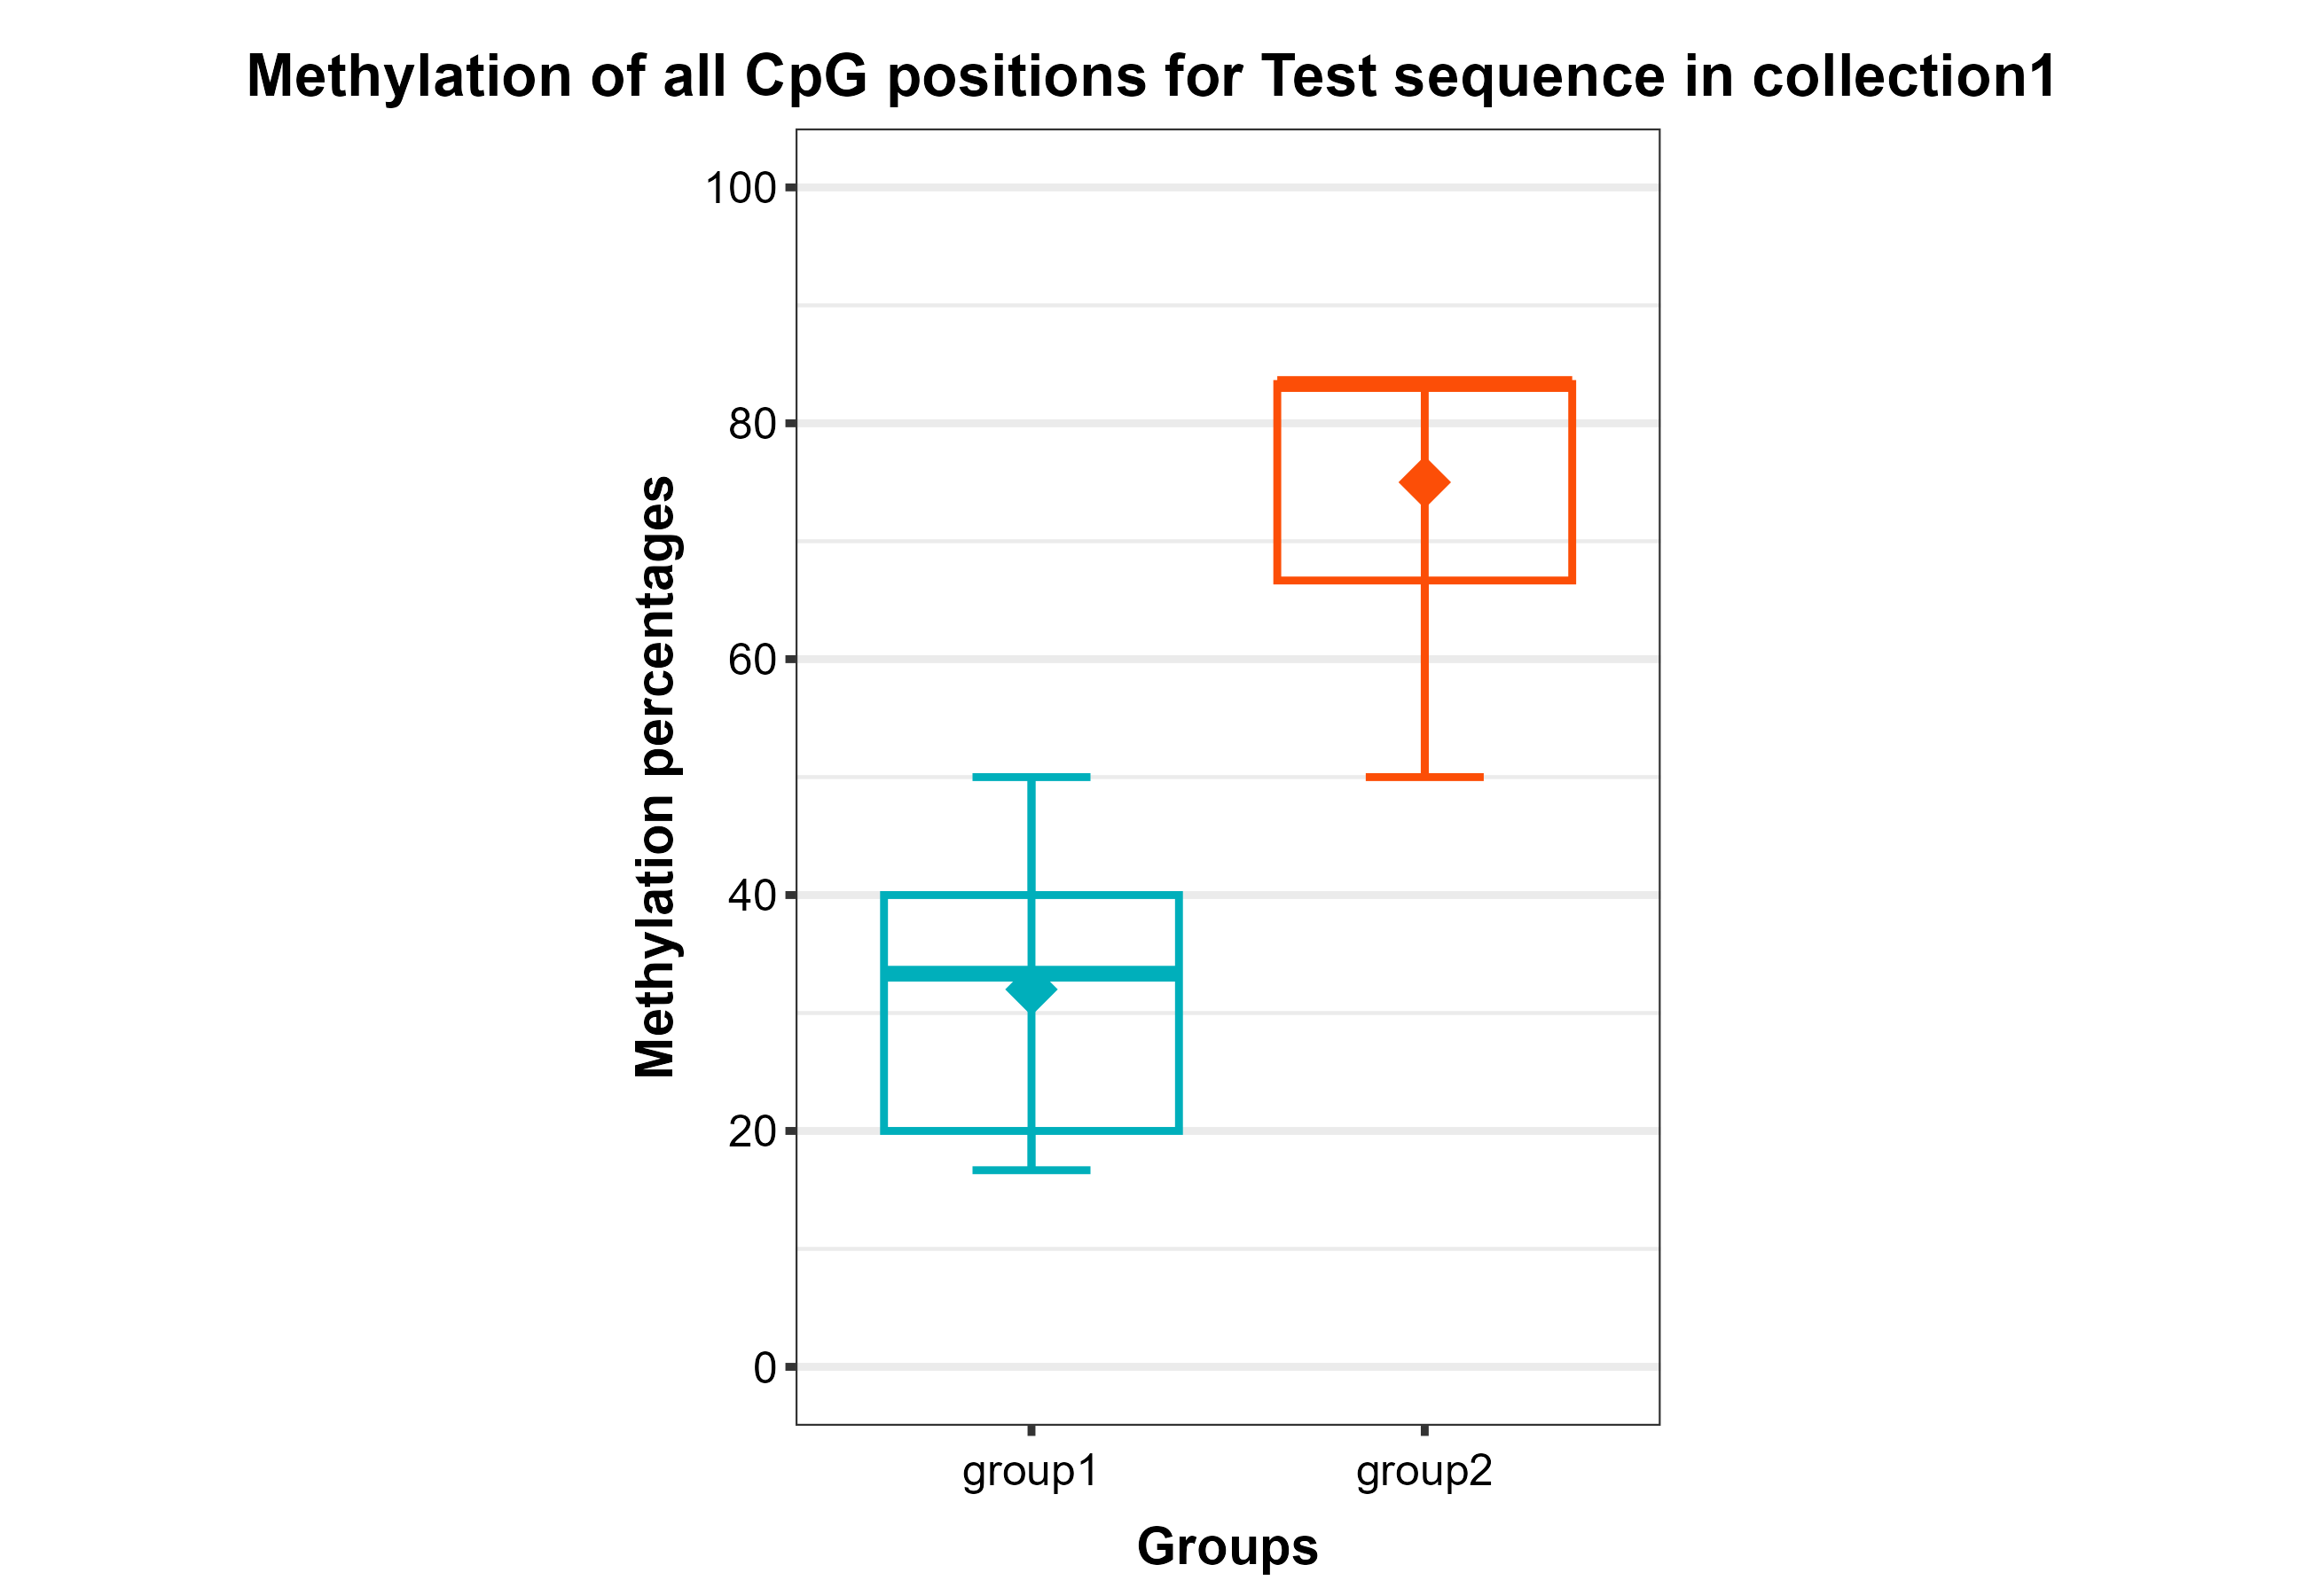 Methylation of all CpG positions for Test sequence in collection1
Methylation percentages
100
80
60
40
20
0
group1
group2
Groups